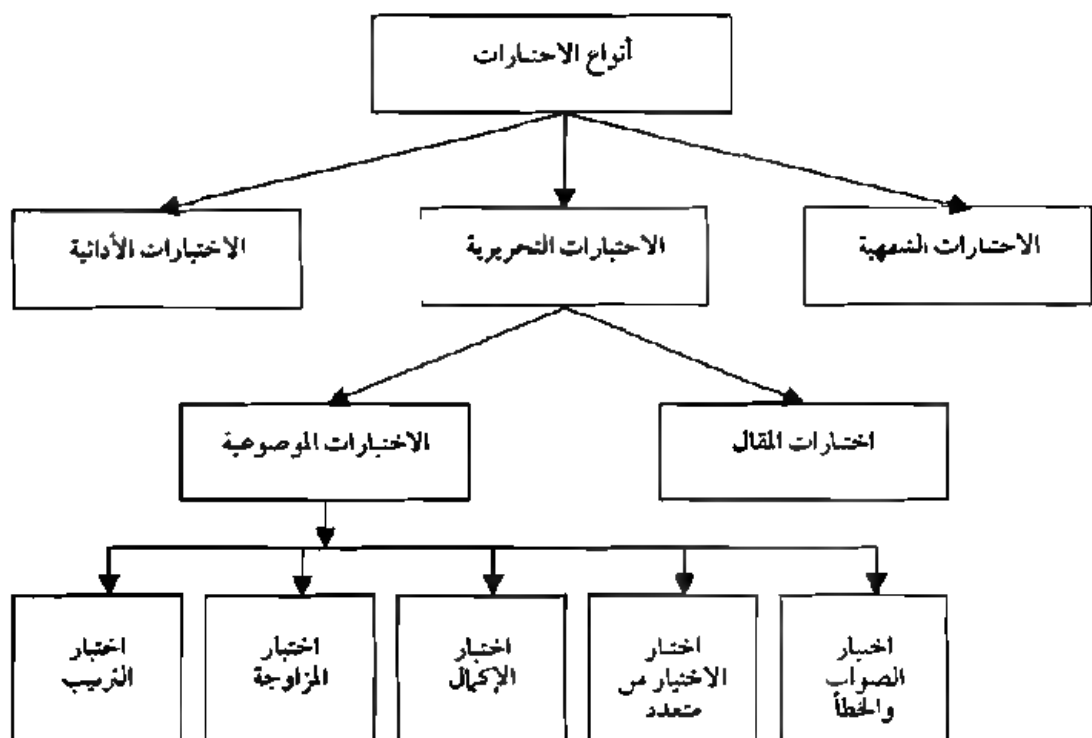 أنواع الاختبارات
الاختبارات الشفهية
الاختبارات التحريرية
الاختبارات الأدائية
اختبارات المقال
الاختبارات الموضوعية
اختبار
الصواب
والخطأ
اختبار
الاختيار من
متعدد
اختبار
الإكمال
اختبار
المزاوجة
اختبار
الترتيب